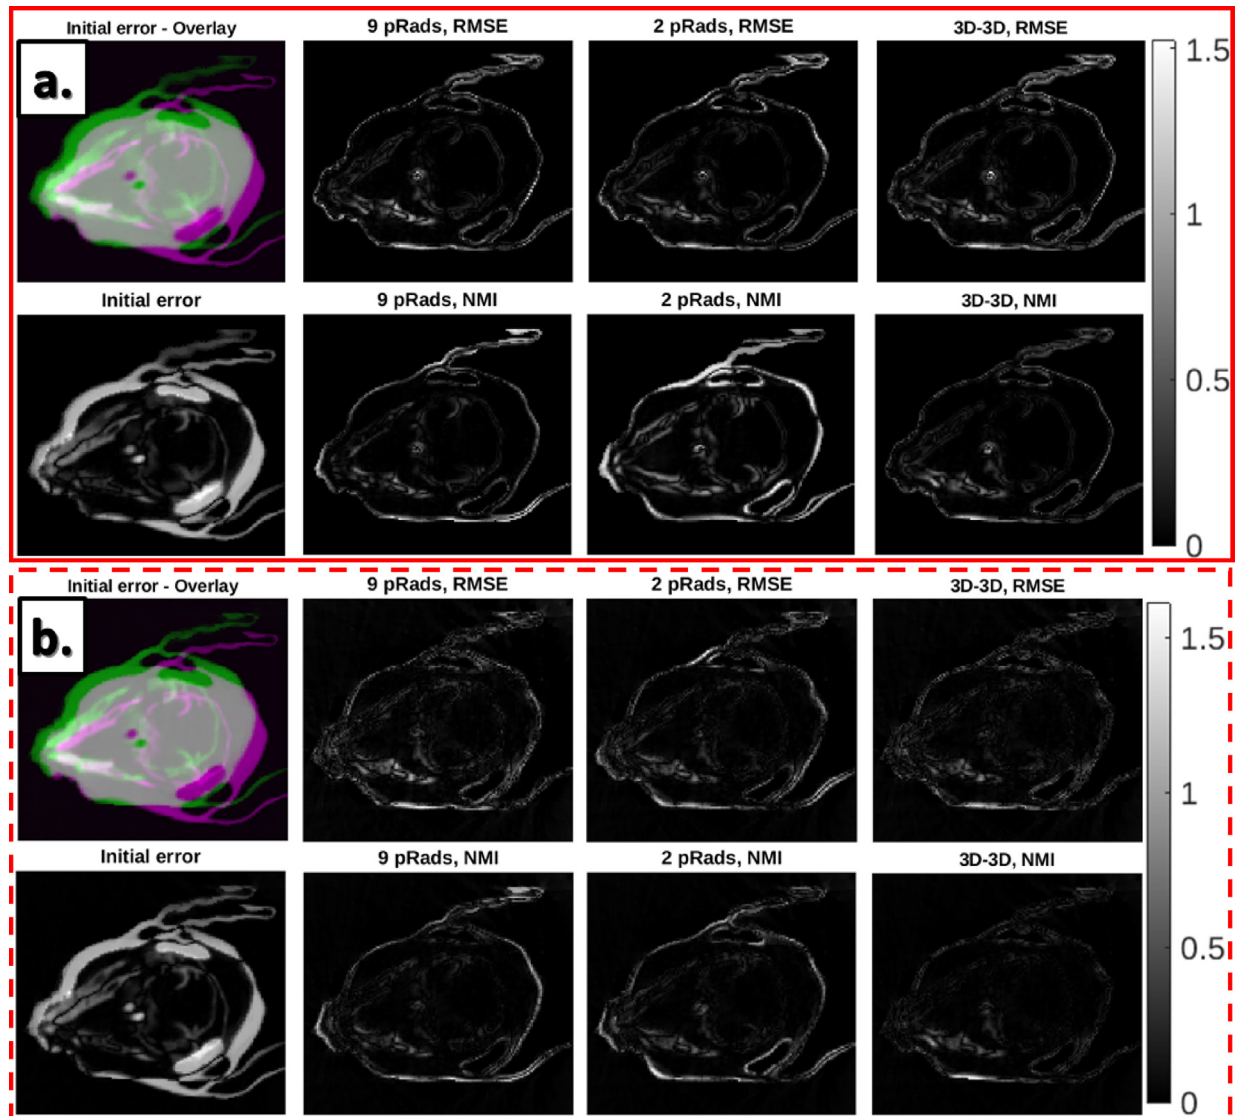 Initial error - Overlay
9 pRads, RMSE
2 pRads, RMSE
3D-3D, RMSE
a.
1.5
1
Initial error
9 pRads, NMI
2 pRads, NMI
3D-3D, NMI
0.5
0
Initial error - Overlay
9 pRads, RMSE
2 pRads, RMSE
3D-3D, RMSE
b.
1.5
1
Initial error
9 pRads, NMI
2 pRads, NMI
3D-3D, NMI
0.5
0